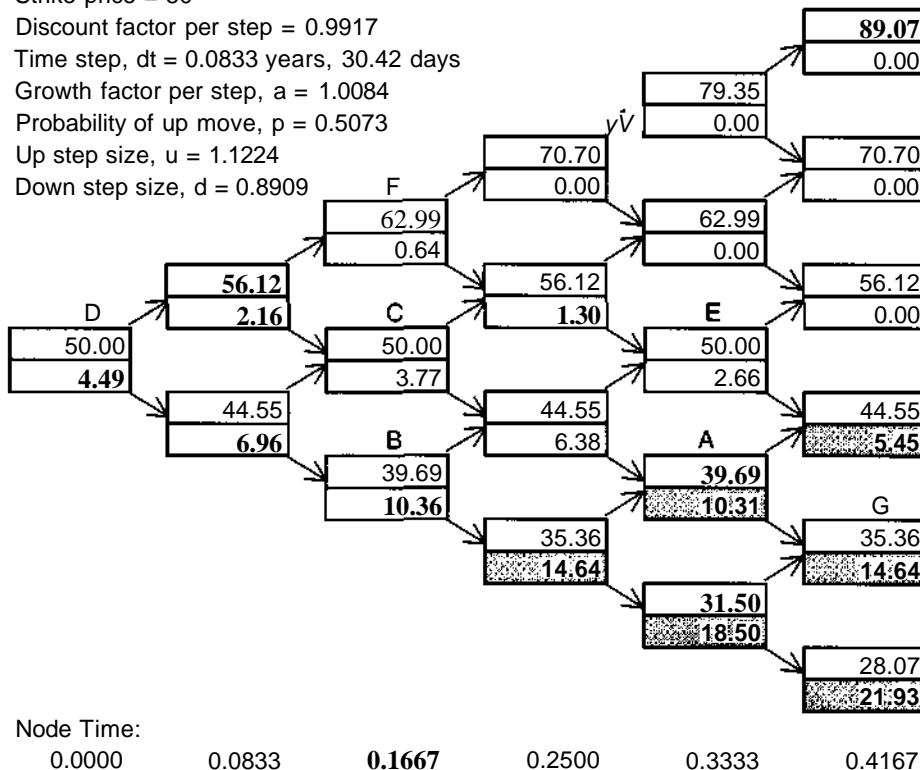 Discount factor per step = 0.9917
Time step, dt = 0.0833 years, 30.42 days
Growth factor per step, a = 1.0084
Probability of up move, p = 0.5073
Up step size, u = 1.1224
Down step size, d = 0.8909
89.07
0.00
79.35
0.00
70.70
0.00
70.70
0.00
F
62.99
0.64
62.99
0.00
56.12
2.16
56.12
1.30
56.12
0.00
D
50.00
4.49
C
50.00
3.77
E
50.00
2.66
44.55
6.96
44.55
6.38
44.55
5.45
B
39.69
10.36
A
39.69
10.31
35.36
14.64
G
35.36
14.64
31.50
18.50
28.07
21.93
Node Time:
0.0000 0.0833 0.1667 0.2500 0.3333 0.4167